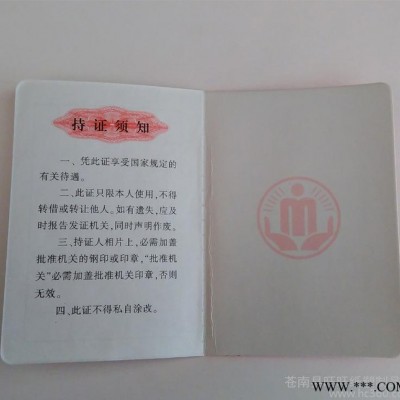 持证须知
一、凭此证享受国家规定的
有关待遇。
二、此证只限本人使用,不得
转借或转让他人。如有遗失,应及
时报告发证机关,同时声明作废。
三、持证人相片上,必需加盖
批准机关的钢印或印章,“批准机
关”必需加盖批准机关印章,否则
无效。
四、此证不得私自涂改。
www.***.COM